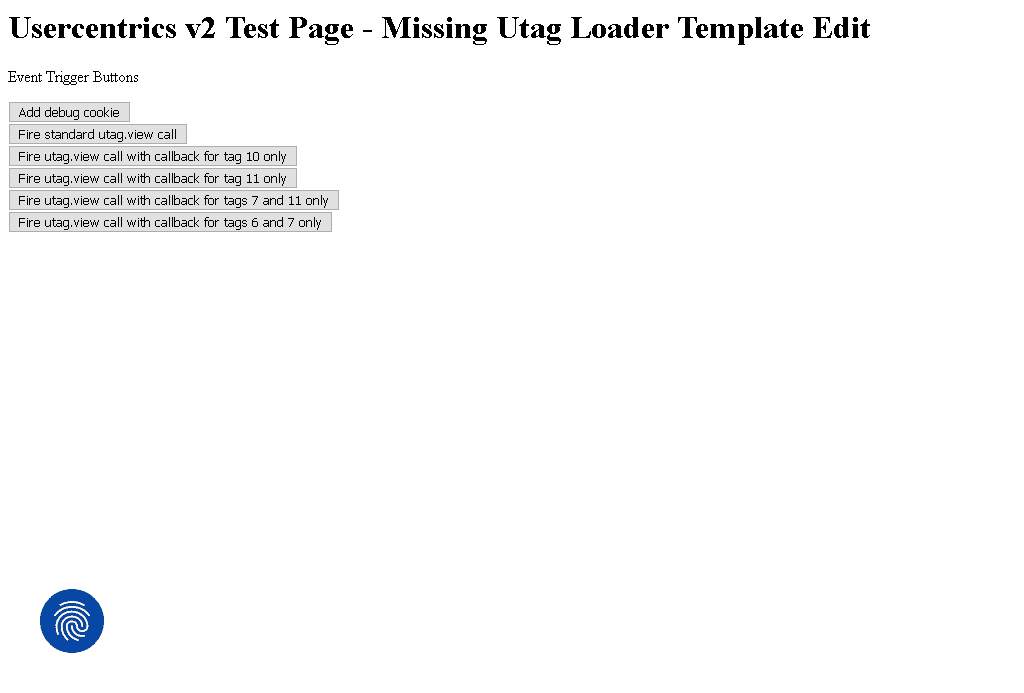 Usercentrics v2 Test Page - Missing Utag Loader Template Edit
Event Trigger Buttons
Add debug cookie
Fire standard utag.view call
Fire utag.view call with callback for tag 10 only
Fire utag.view call with callback for tag 11 only
Fire utag.view call with callback for tags 7 and 11 only
Fire utag.view call with callback for tags 6 and 7 only